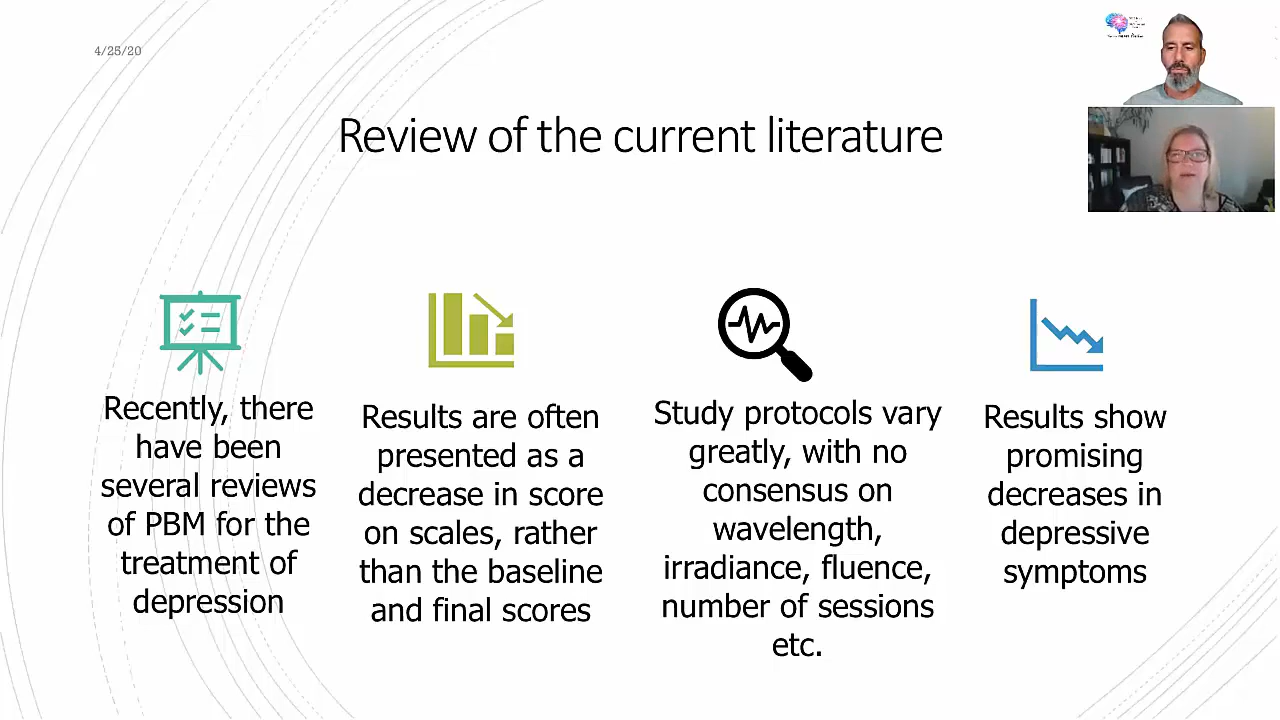 4/25/20
Review of the current literature
Recently, there
have been
several reviews
of PBM for the
treatment of
depression
Results are often
presented as a
decrease in score
on scales, rather
than the baseline
and final scores
Study protocols vary
greatly, with no
consensus on
wavelength,
irradiance, fluence,
number of sessions
etc.
Results show
promising
decreases in
depressive
symptoms